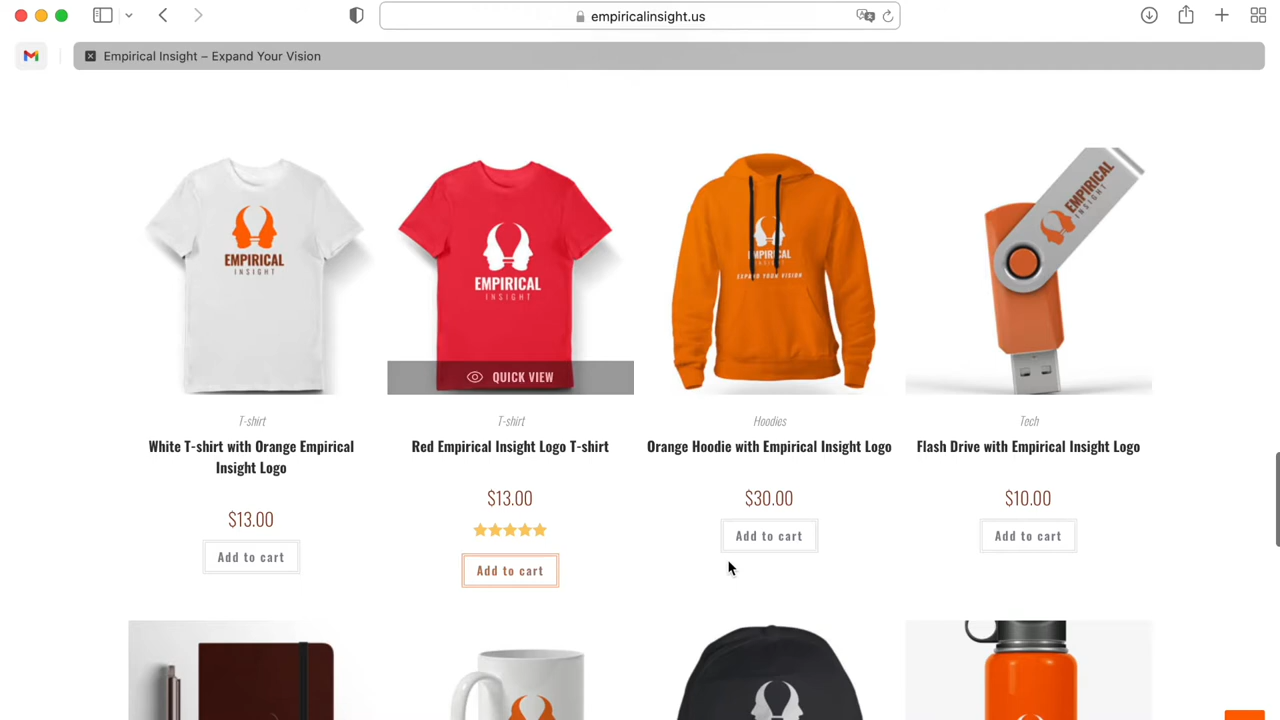 empiricalinsight.us
Empirical Insight – Expand Your Vision
EMPIRICAL
INSIGHT
EMPIRICAL
INSIGHT
EMPIRICAL
INSIGHT
EXPAND YOUR VISION
EMPIRICAL
INSIGHT
QUICK VIEW
T-shirt
T-shirt
Hoodies
Tech
White T-shirt with Orange Empirical
Insight Logo
Red Empirical Insight Logo T-shirt
Orange Hoodie with Empirical Insight Logo
Flash Drive with Empirical Insight Logo
$13.00
$13.00
$30.00
$10.00
Add to cart
Add to cart
Add to cart
Add to cart